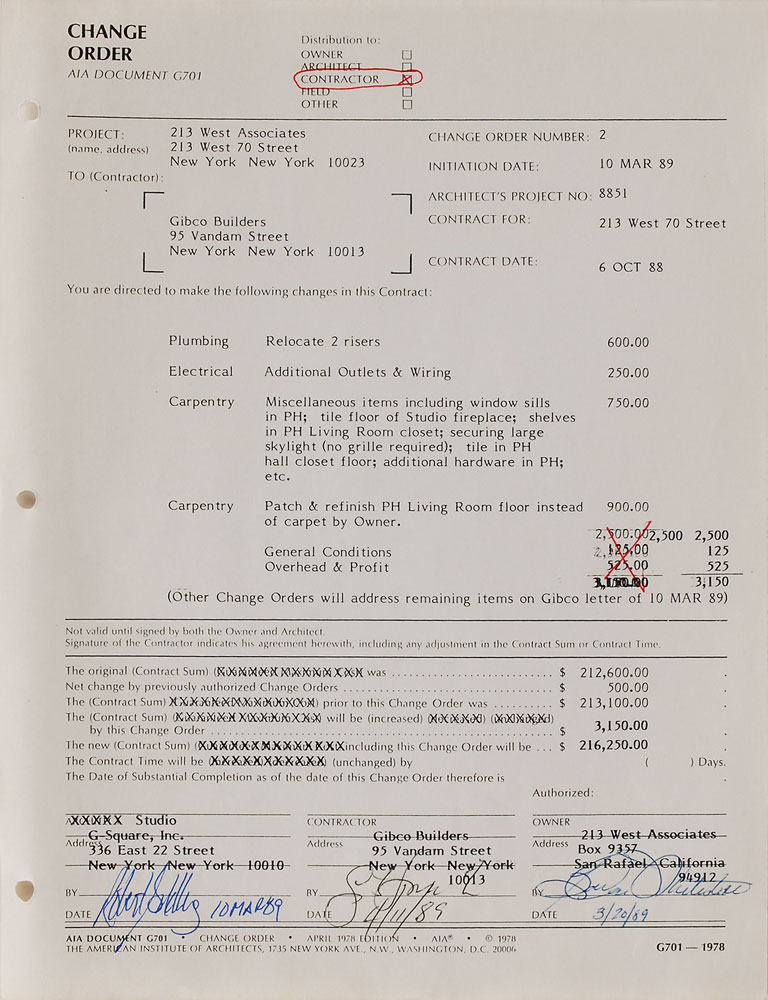 CHANGE
ORDER
AIA DOCUMENT G701
Distribution to:
OWNER
ARCHITECT
CONTRACTOR
FIELD
OTHER
PROJECT:
(name, address)
213 West Associates
213 West 70 Street
New York New York 10023
TO (Contractor):
Gibco Builders
95 Vandam Street
New York New York 10013
CHANGE ORDER NUMBER: 2
INITIATION DATE: 10 MAR 89
ARCHITECT'S PROJECT NO: 8851
CONTRACT FOR: 213 West 70 Street
CONTRACT DATE: 6 OCT 88
You are directed to make the following changes in this Contract:
Plumbing Relocate 2 risers 600.00
Electrical Additional Outlets & Wiring 250.00
Carpentry Miscellaneous items including window sills 750.00
in PH; tile floor of Studio fireplace; shelves
in PH Living Room closet; securing large
skylight (no grille required); tile in PH
hall closet floor; additional hardware in PH;
etc.
Carpentry Patch & refinish PH Living Room floor instead 900.00
of carpet by Owner.
2,500.00 2,500 2,500
General Conditions 125.00 125
Overhead & Profit 525.00 525
3,150.00 3,150
(Other Change Orders will address remaining items on Gibco letter of 10 MAR 89)
Not valid until signed by both the Owner and Architect.
Signature of the Contractor indicates his agreement herewith, including any adjustment in the Contract Sum or Contract Time.
The original (Contract Sum) was $ 212,600.00
Net change by previously authorized Change Orders $ 500.00
The (Contract Sum) prior to this Change Order was $ 213,100.00
The (Contract Sum) will be (increased)
by this Change Order $ 3,150.00
The new (Contract Sum) including this Change Order will be ... $ 216,250.00
The Contract Time will be (unchanged) by ( ) Days.
The Date of Substantial Completion as of the date of this Change Order therefore is
Authorized:
Studio
G-Square, Inc.
Address
336 East 22 Street
New York New York 10010
BY
DATE 10 MAR 89
CONTRACTOR
Gibco Builders
Address
95 Vandam Street
New York New York
10013
BY
DATE 4/11/89
OWNER
213 West Associates
Address
Box 9357
San Rafael California
94912
BY
DATE 3/20/89
AIA DOCUMENT G701 • CHANGE ORDER • APRIL 1978 EDITION • AIA® • © 1978
THE AMERICAN INSTITUTE OF ARCHITECTS, 1735 NEW YORK AVE., N.W., WASHINGTON, D.C. 20006
G701 — 1978